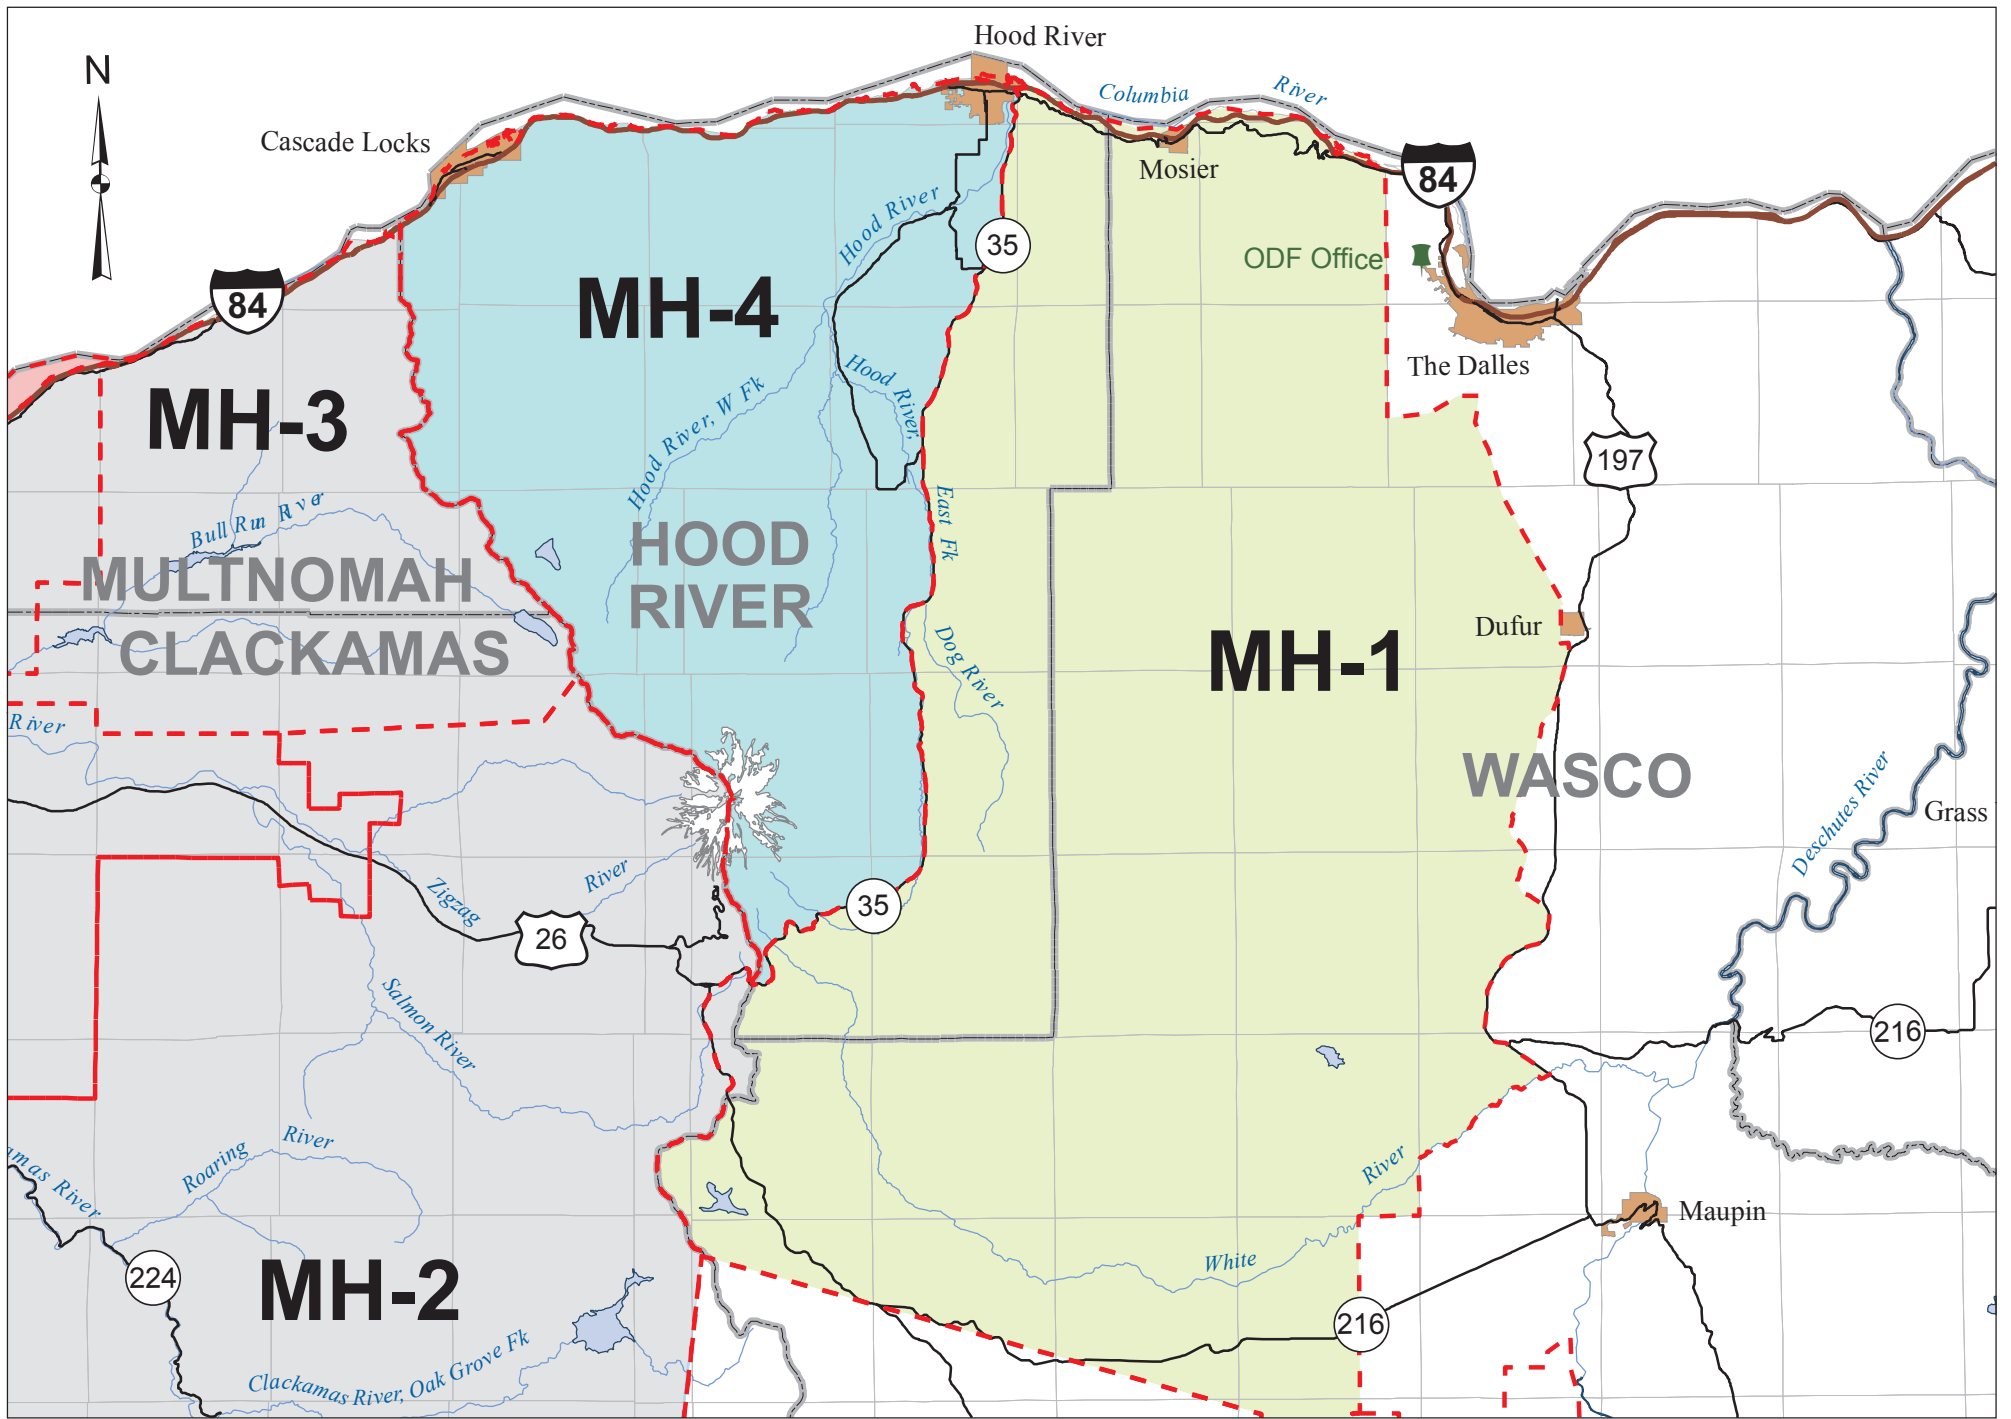 Hood River
N
Columbia
River
Cascade Locks
84
Mosier
Hood River
35
ODF Office
84
MH-4
The Dalles
MH-3
Hood River, W Fk
Hood River,
197
Bull Run River
East Fk
HOOD
RIVER
MULTNOMAH
CLACKAMAS
Dufur
Dog River
MH-1
River
WASCO
Deschutes River
Grass
Zigzag
River
35
26
Salmon River
216
River
Roaring
amas River
River
Maupin
White
224
MH-2
216
Clackamas River, Oak Grove Fk